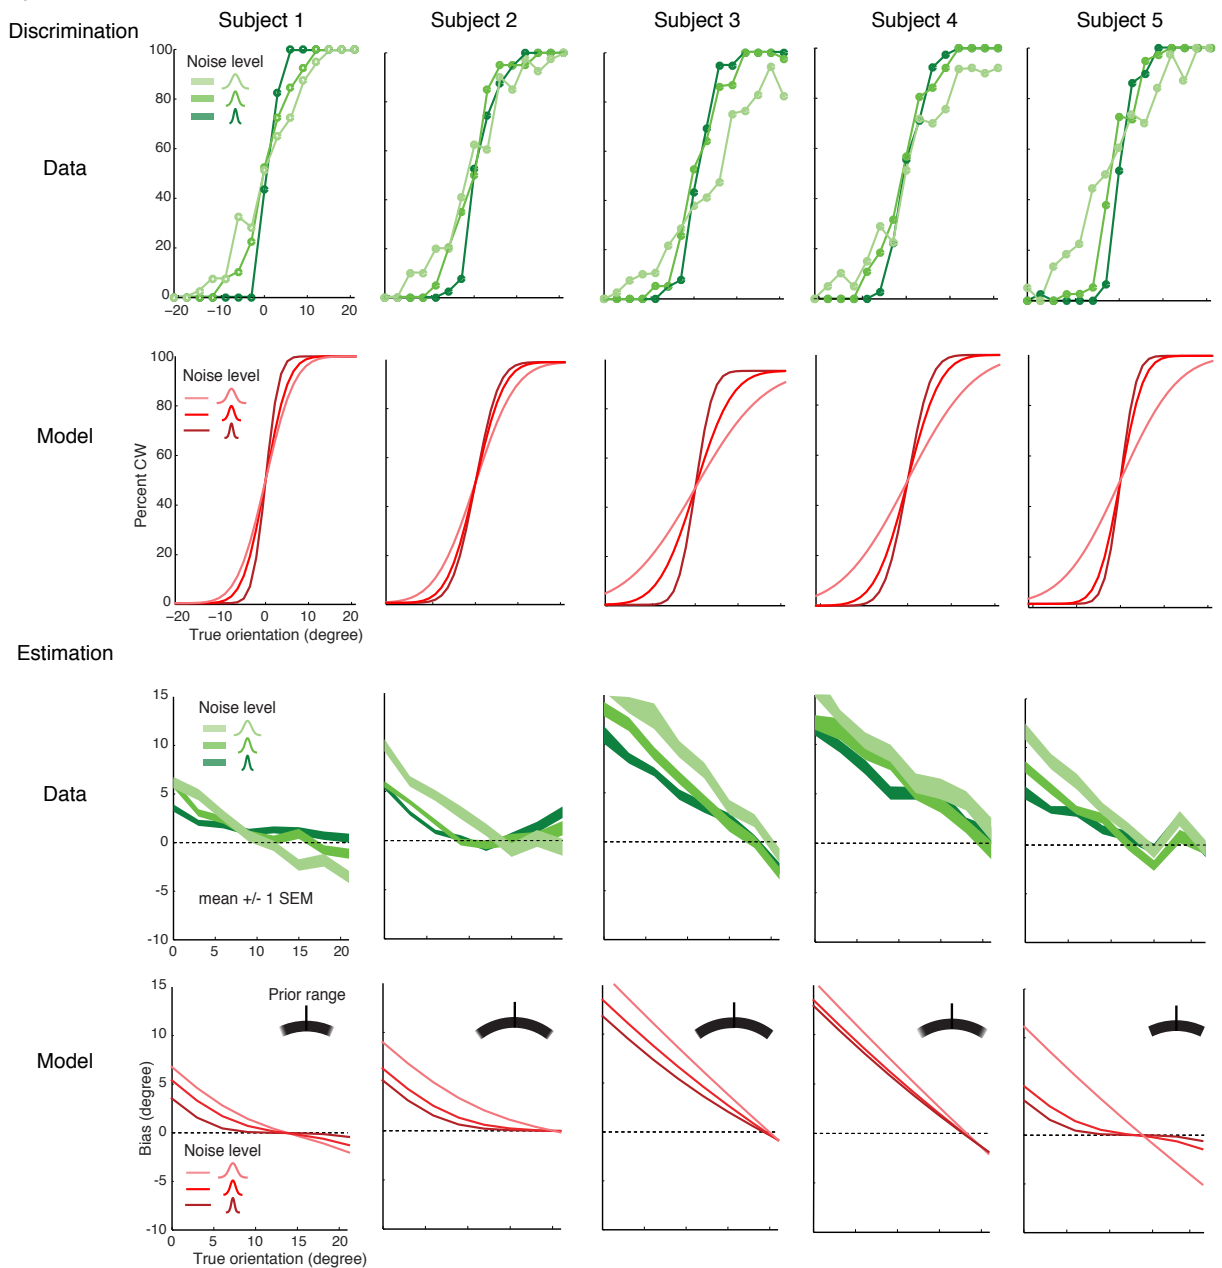 Subject 1 Subject 2 Subject 3 Subject 4 Subject 5
Discrimination
Data
100
80
60
40
20
0
Noise level
−20 −10 0 10 20
Model
Percent CW
100
80
60
40
20
0
Noise level
−20 −10 0 10 20
True orientation (degree)
Estimation
Data
15
10
5
0
-5
-10
Noise level
mean +/- 1 SEM
0 5 10 15 20
Model
Bias (degree)
15
10
5
0
-5
-10
Prior range
Noise level
0 5 10 15 20
True orientation (degree)